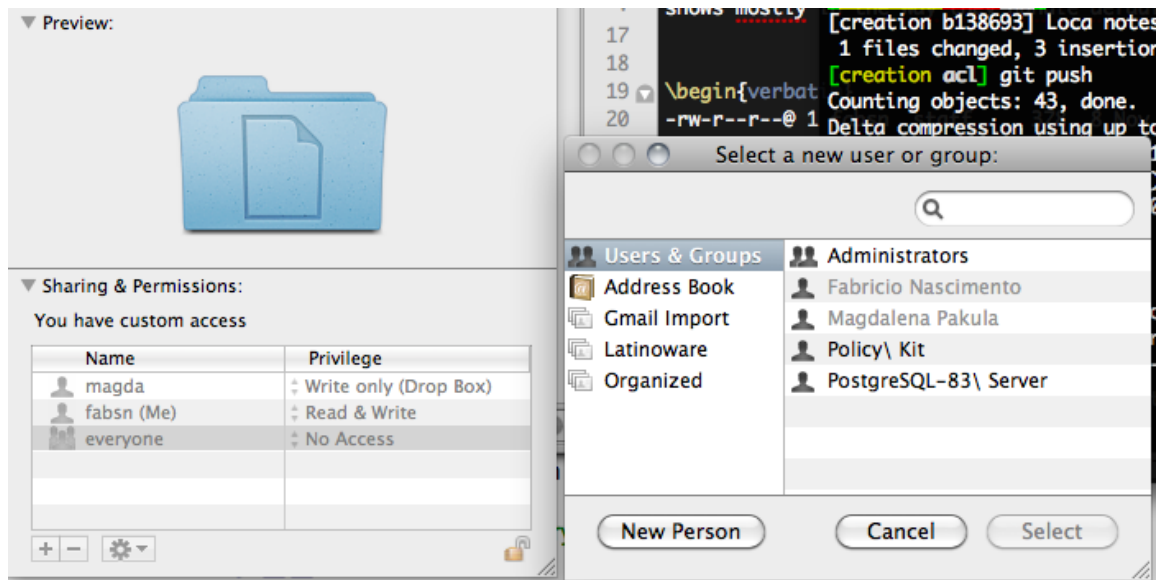 Preview:
Sharing & Permissions:
You have custom access
Name Privilege
magda Write only (Drop Box)
fabsn (Me) Read & Write
everyone No Access
shows mostly
17
18
19 \begin{verbat
20 -rw-r--r--@ 1
[creation b138693] Loca notes
1 files changed, 3 insertion
[creation acl] git push
Counting objects: 43, done.
Delta compression using up to
Select a new user or group:
Users & Groups
Address Book
Gmail Import
Latinoware
Organized
Administrators
Fabricio Nascimento
Magdalena Pakula
Policy\ Kit
PostgreSQL-83\ Server
New Person
Cancel
Select